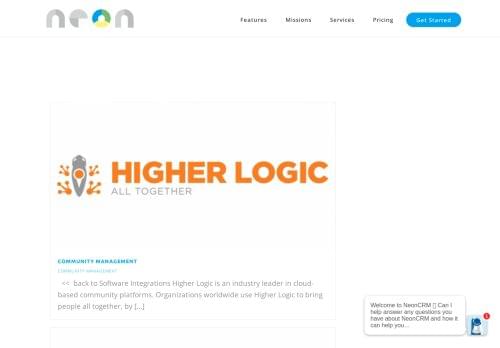 neon
Features Missions Services Pricing Get Started
HIGHER LOGIC
ALL TOGETHER
COMMUNITY MANAGEMENT
COMMUNITY MANAGEMENT
<< back to Software Integrations Higher Logic is an industry leader in cloud-
based community platforms. Organizations worldwide use Higher Logic to bring
people all together, by [...]
Welcome to NeonCRM ▯ Can I
help answer any questions you
have about NeonCRM and how it
can help you...
1